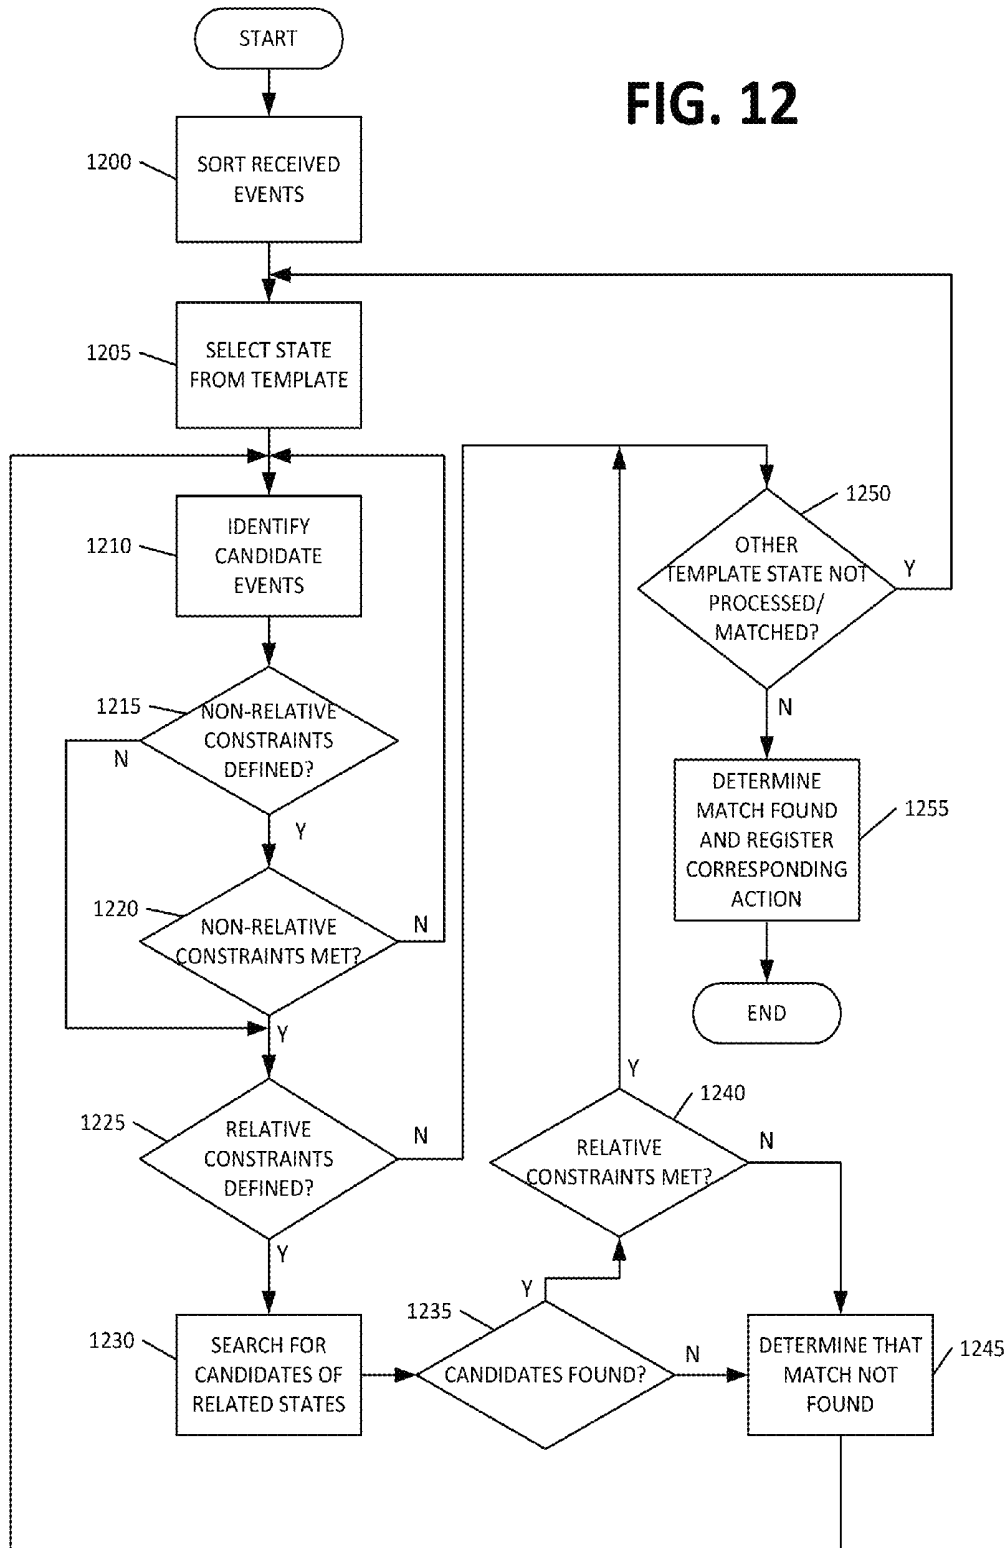 START
FIG. 12
1200
SORT RECEIVED
EVENTS
1205
SELECT STATE
FROM TEMPLATE
1210
IDENTIFY
CANDIDATE
EVENTS
1215
NON-RELATIVE
CONSTRAINTS
DEFINED?
N
Y
1220
NON-RELATIVE
CONSTRAINTS MET?
N
Y
1225
RELATIVE
CONSTRAINTS
DEFINED?
N
Y
1230
SEARCH FOR
CANDIDATES OF
RELATED STATES
1235
CANDIDATES FOUND?
Y
N
1240
RELATIVE
CONSTRAINTS MET?
Y
N
1245
DETERMINE THAT
MATCH NOT
FOUND
1250
OTHER
TEMPLATE STATE NOT
PROCESSED/
MATCHED?
Y
N
1255
DETERMINE
MATCH FOUND
AND REGISTER
CORRESPONDING
ACTION
END